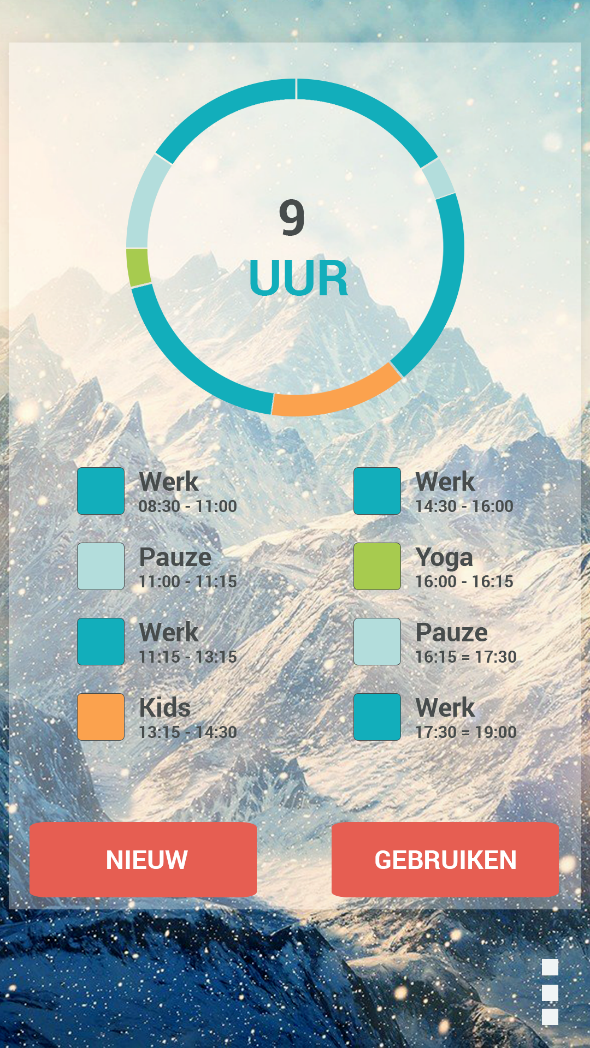 9
UUR
Werk
08:30 - 11:00
Pauze
11:00 - 11:15
Werk
11:15 - 13:15
Kids
13:15 - 14:30
Werk
14:30 - 16:00
Yoga
16:00 - 16:15
Pauze
16:15 = 17:30
Werk
17:30 = 19:00
NIEUW
GEBRUIKEN